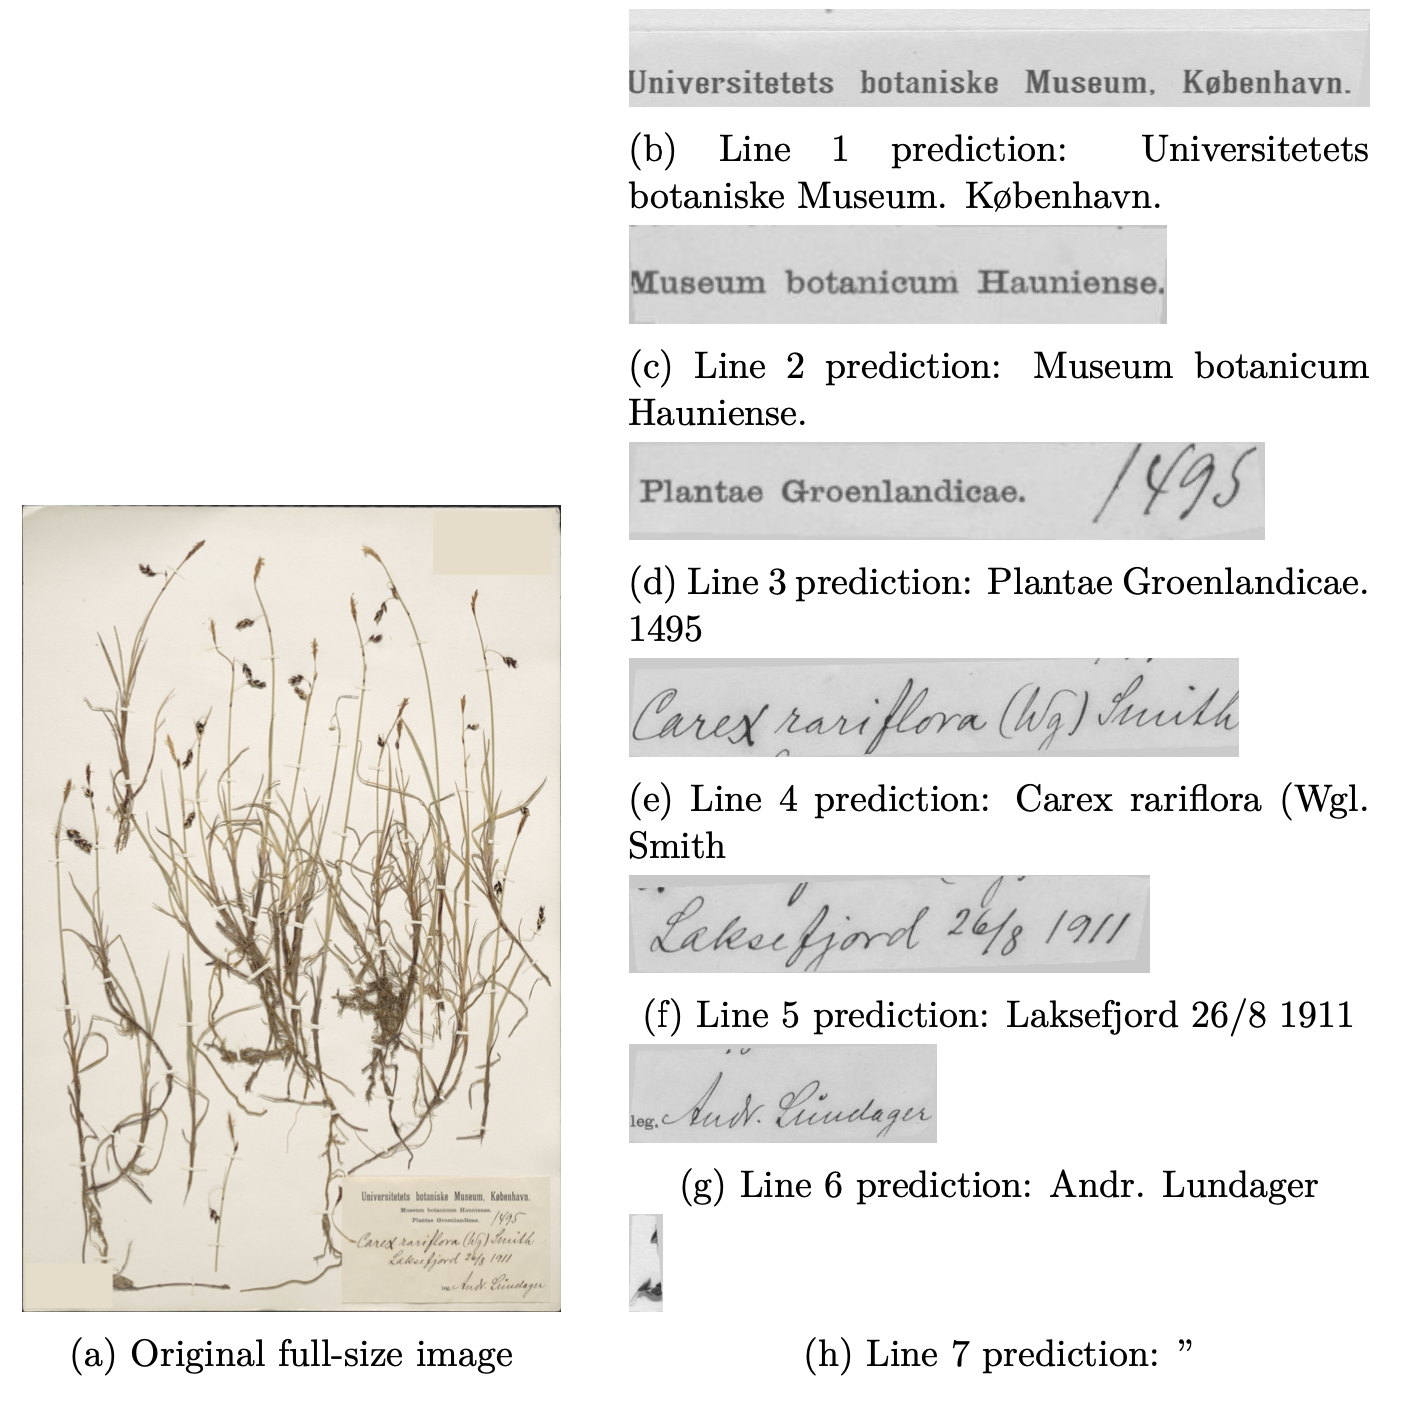 Universitetets botaniske Museum, København.
(b) Line 1 prediction: Universitetets
botaniske Museum. København.
Museum botanicum Hauniense.
(c) Line 2 prediction: Museum botanicum
Hauniense.
Plantae Groenlandicae. 1495
(d) Line 3 prediction: Plantae Groenlandicae.
1495
Carex rariflora (Wg) Smith
(e) Line 4 prediction: Carex rariflora (Wgl.
Smith
Laksefjord 26/8 1911
(f) Line 5 prediction: Laksefjord 26/8 1911
leg. Andr. Lundager
(g) Line 6 prediction: Andr. Lundager
Universitetets botaniske Museum, København.
Museum botanicum Hauniense.
Plantae Groenlandicae. 1495
Carex rariflora (Wg) Smith
Laksefjord 26/8 1911
leg. Andr. Lundager
(a) Original full-size image
(h) Line 7 prediction: ”